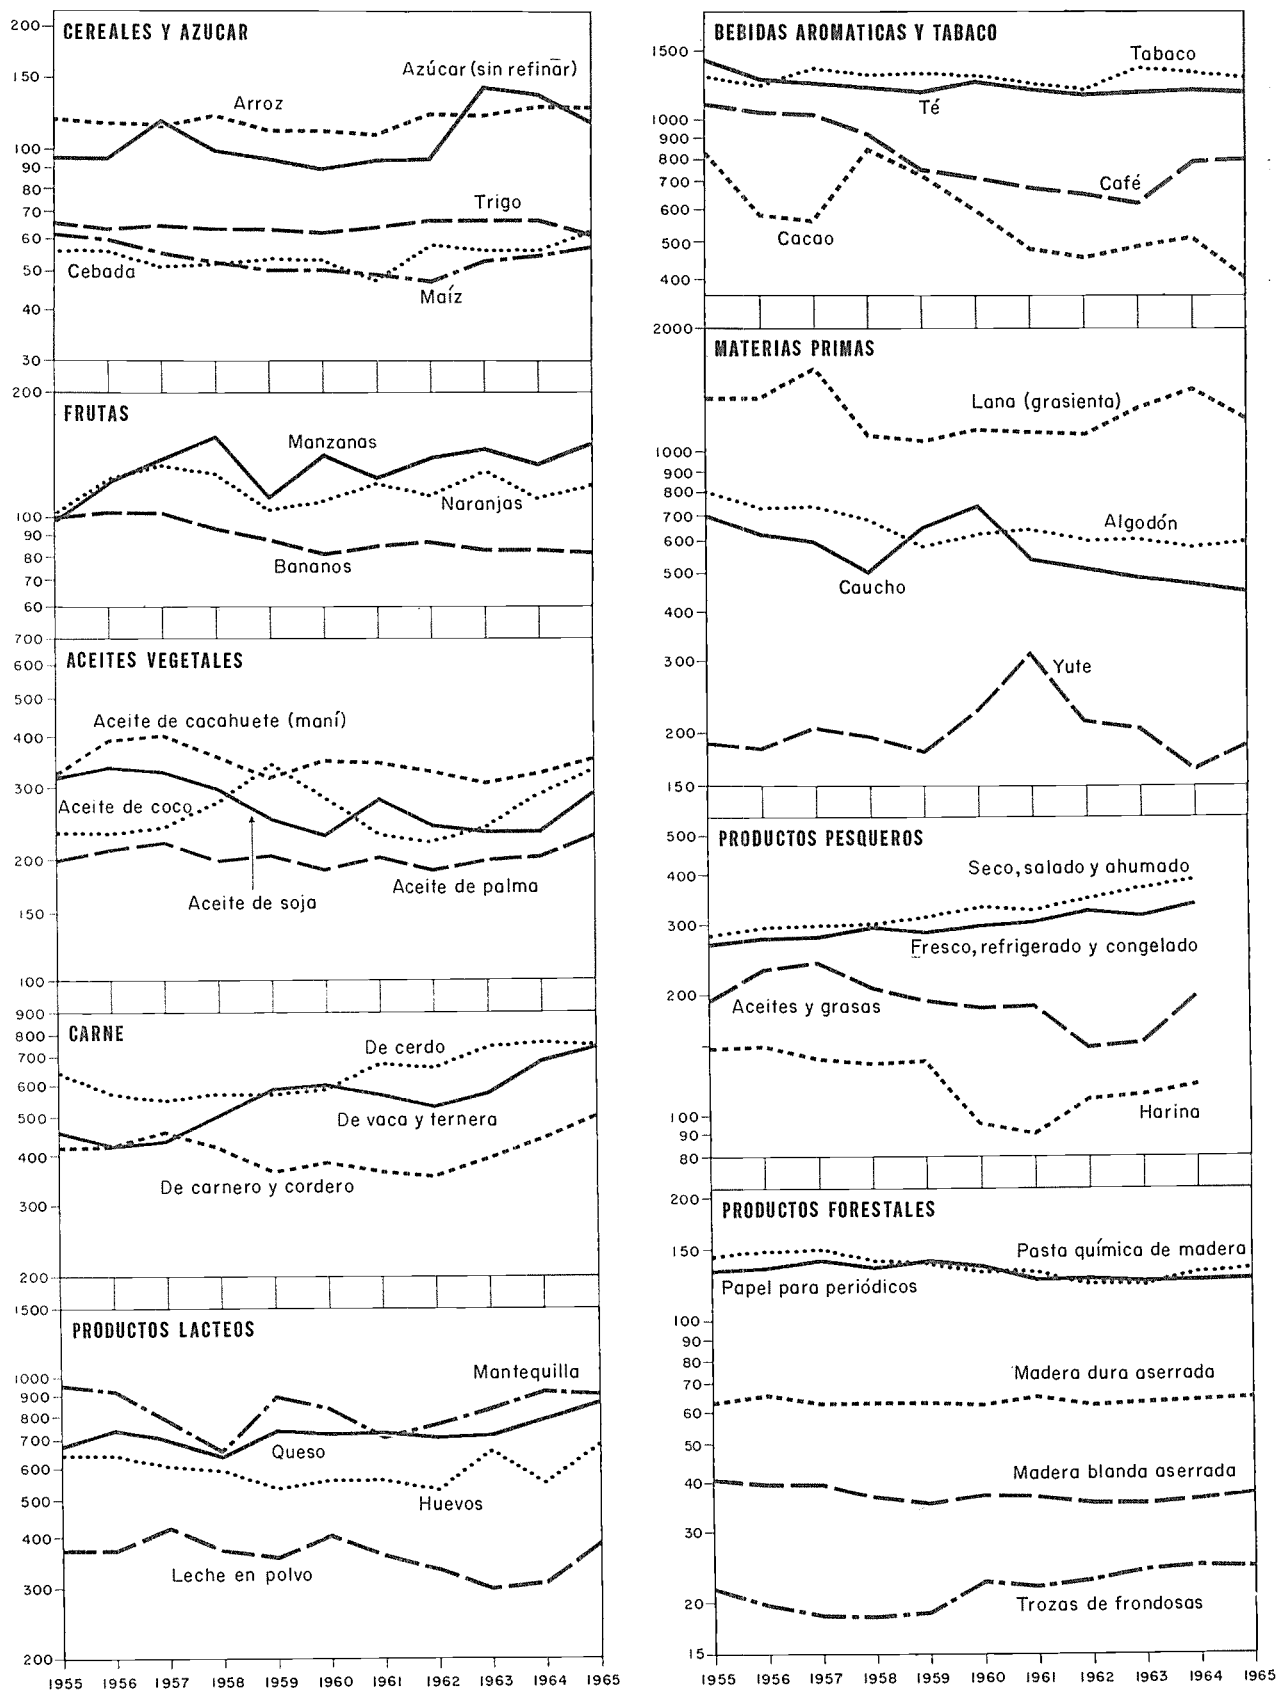 CEREALES Y AZUCAR
200
150
100
90
80
70
60
50
40
30
Azúcar (sin refinar)
Arroz
Trigo
Cebada
Maíz
FRUTAS
200
100
90
80
70
60
Manzanas
Naranjas
Bananos
ACEITES VEGETALES
700
600
500
400
300
200
150
100
Aceite de cacahuete (maní)
Aceite de coco
Aceite de palma
Aceite de soja
CARNE
900
800
700
600
500
400
300
200
De cerdo
De vaca y ternera
De carnero y cordero
PRODUCTOS LACTEOS
1500
1000
900
800
700
600
500
400
300
200
Mantequilla
Queso
Huevos
Leche en polvo
1955 1956 1957 1958 1959 1960 1961 1962 1963 1964 1965
BEBIDAS AROMATICAS Y TABACO
1500
1000
900
800
700
600
500
400
Tabaco
Té
Café
Cacao
MATERIAS PRIMAS
2000
1000
900
800
700
600
500
400
300
200
150
Lana (grasienta)
Algodón
Caucho
Yute
PRODUCTOS PESQUEROS
500
400
300
200
100
90
80
Seco, salado y ahumado
Fresco, refrigerado y congelado
Aceites y grasas
Harina
PRODUCTOS FORESTALES
200
150
100
90
80
70
60
50
40
30
20
15
Pasta química de madera
Papel para periódicos
Madera dura aserrada
Madera blanda aserrada
Trozas de frondosas
1955 1956 1957 1958 1959 1960 1961 1962 1963 1964 1965